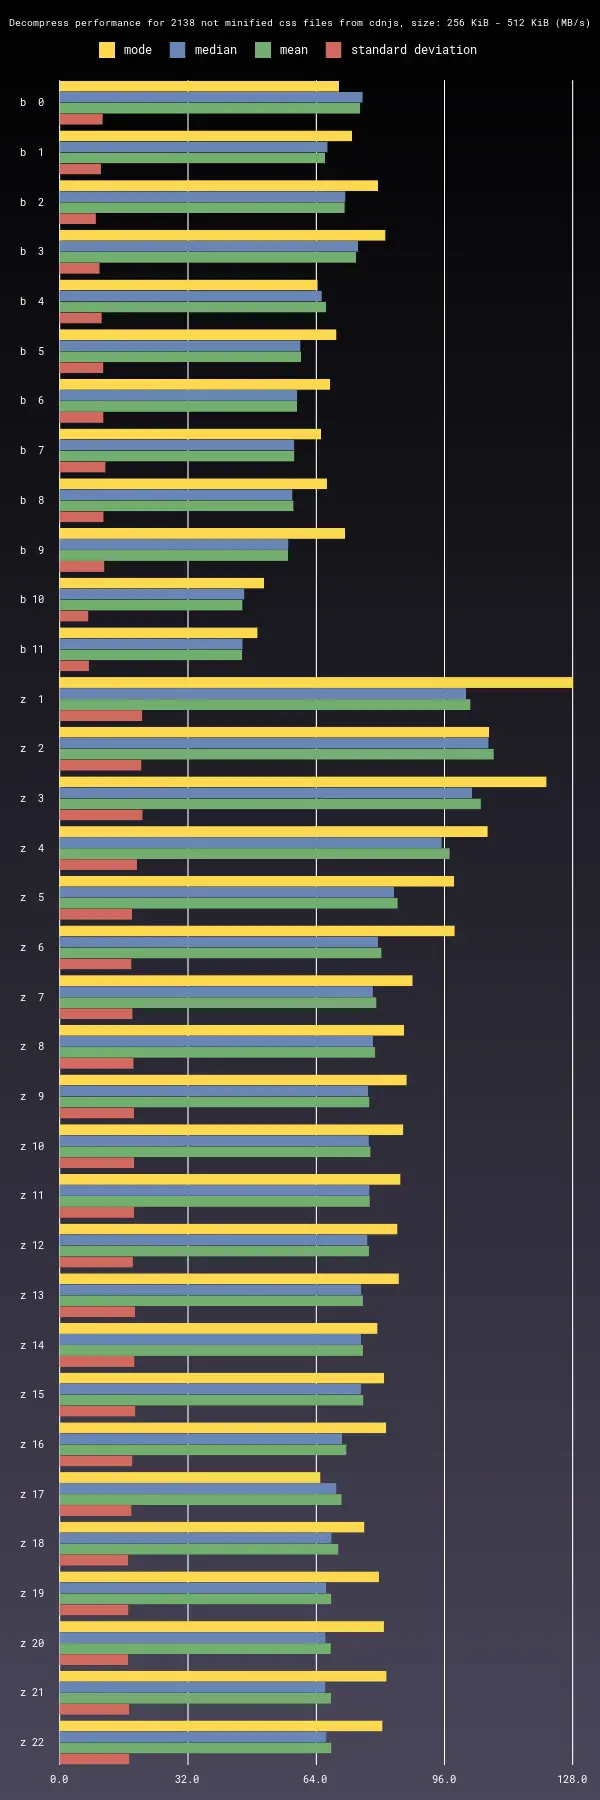 Decompress performance for 2138 not minified css files from cdnjs, size: 256 KiB - 512 KiB (MB/s)
mode median mean standard deviation
b 0
b 1
b 2
b 3
b 4
b 5
b 6
b 7
b 8
b 9
b 10
b 11
z 1
z 2
z 3
z 4
z 5
z 6
z 7
z 8
z 9
z 10
z 11
z 12
z 13
z 14
z 15
z 16
z 17
z 18
z 19
z 20
z 21
z 22
0.0 32.0 64.0 96.0 128.0